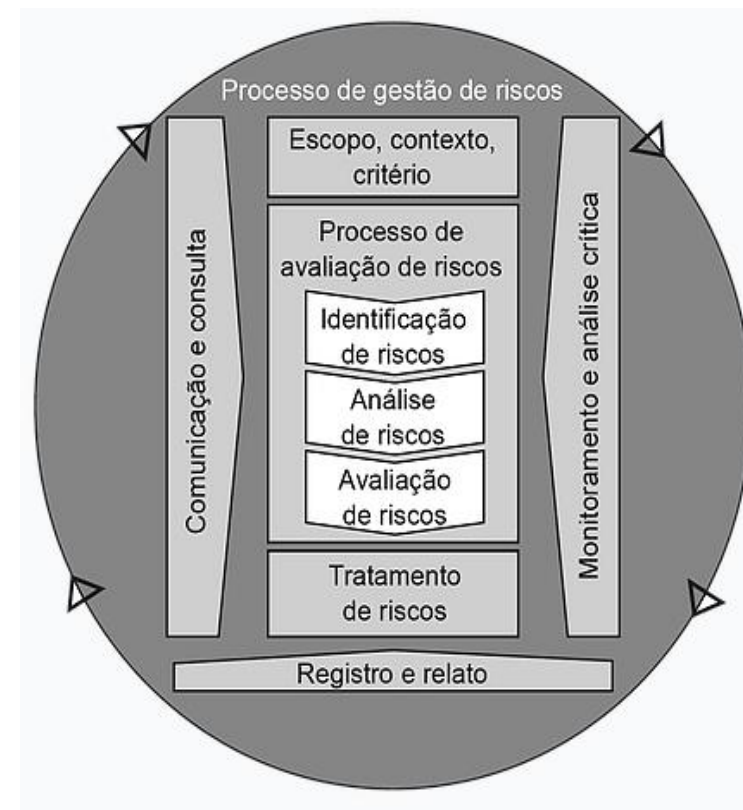 Processo de gestão de riscos
Escopo, contexto,
critério
Processo de
avaliação de riscos
Identificação
de riscos
Análise
de riscos
Avaliação
de riscos
Tratamento
de riscos
Comunicação e consulta
Monitoramento e análise crítica
Registro e relato